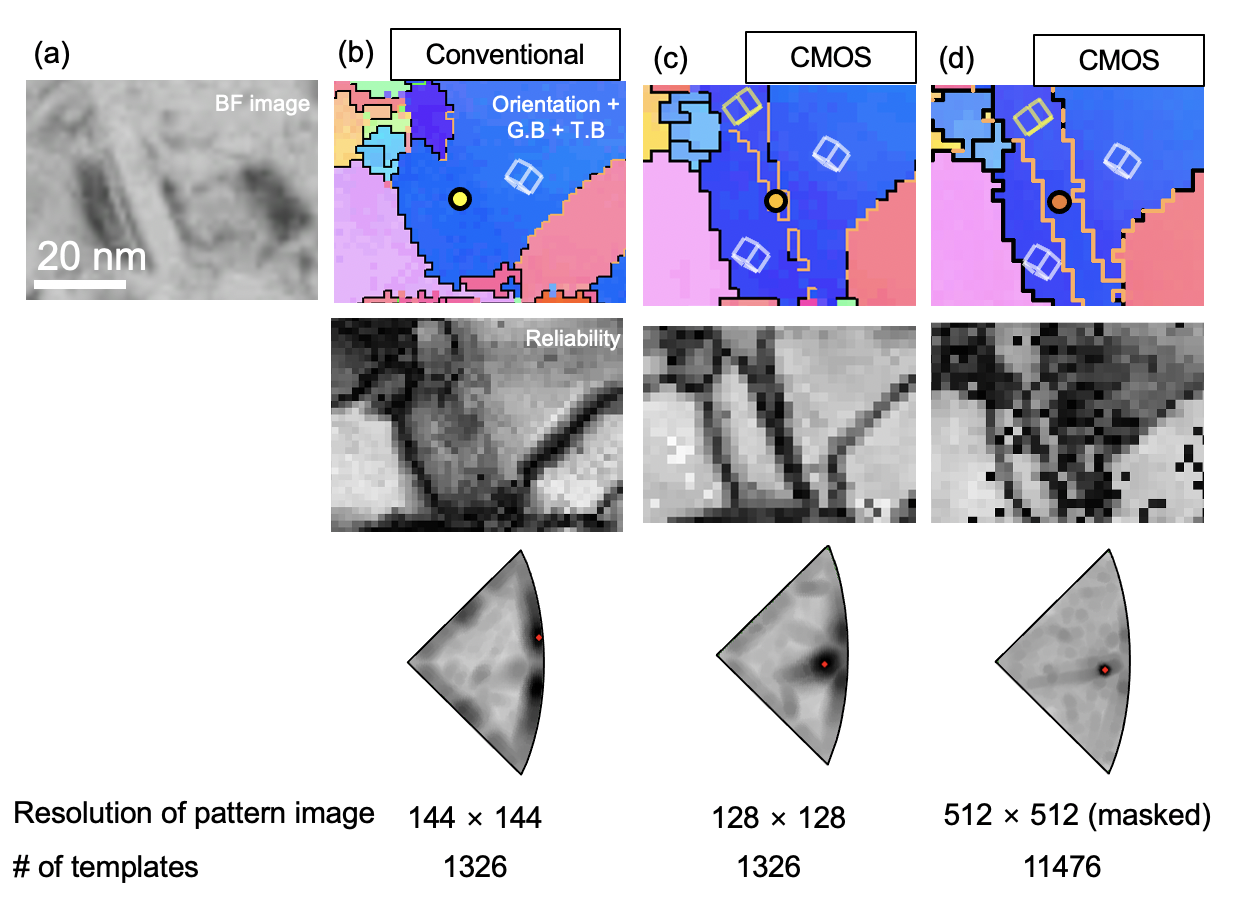 (a)
(b)
Conventional
(c)
CMOS
(d)
CMOS
BF image
Orientation +
G.B + T.B
20 nm
Reliability
Resolution of pattern image 144 × 144 128 × 128 512 × 512 (masked)
# of templates 1326 1326 11476